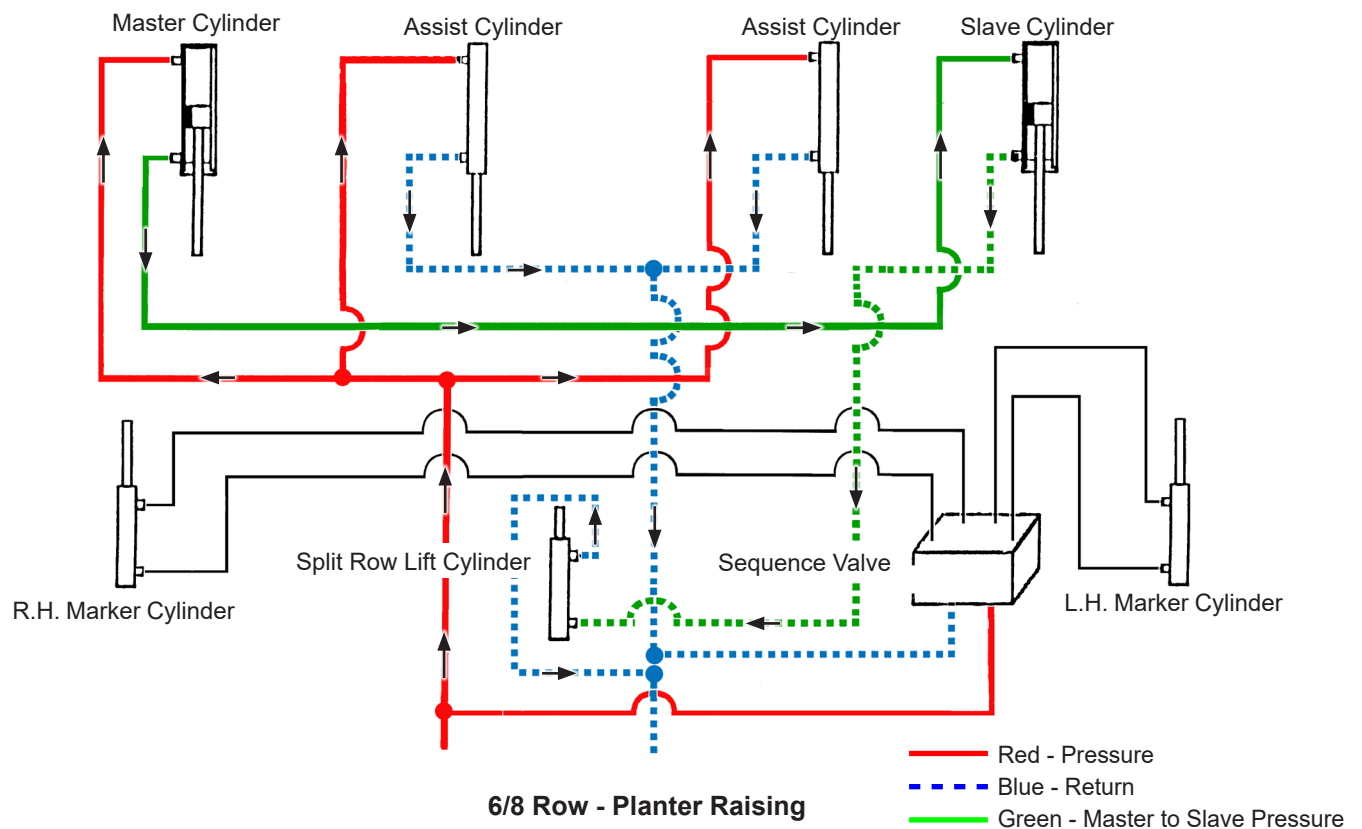 Master Cylinder
Assist Cylinder
Assist Cylinder
Slave Cylinder
Split Row Lift Cylinder
Sequence Valve
R.H. Marker Cylinder
L.H. Marker Cylinder
Red - Pressure
Blue - Return
Green - Master to Slave Pressure
6/8 Row - Planter Raising